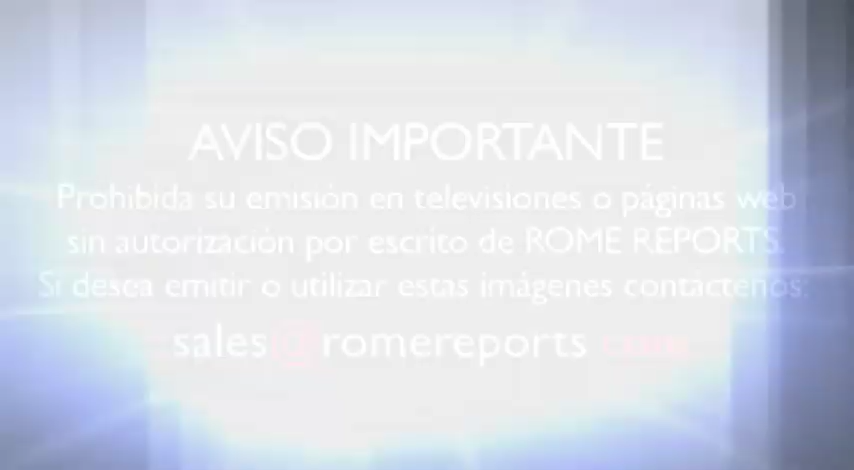 AVISO IMPORTANTE
Prohibida su emisión en televisiones o páginas web
sin autorización por escrito de ROME REPORTS.
Si desea emitir o utilizar estas imágenes contáctenos:
sales@romereports.com